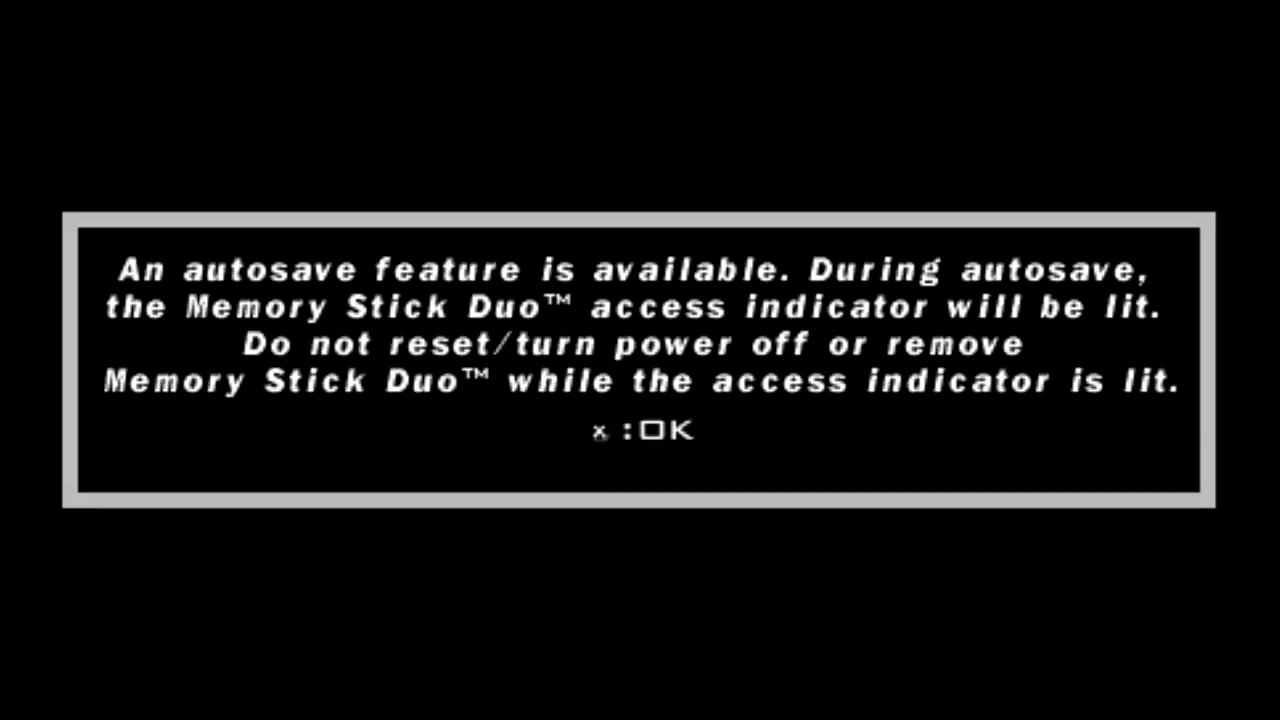 An autosave feature is available. During autosave,
the Memory Stick Duo™ access indicator will be lit.
Do not reset/turn power off or remove
Memory Stick Duo™ while the access indicator is lit.
× :OK